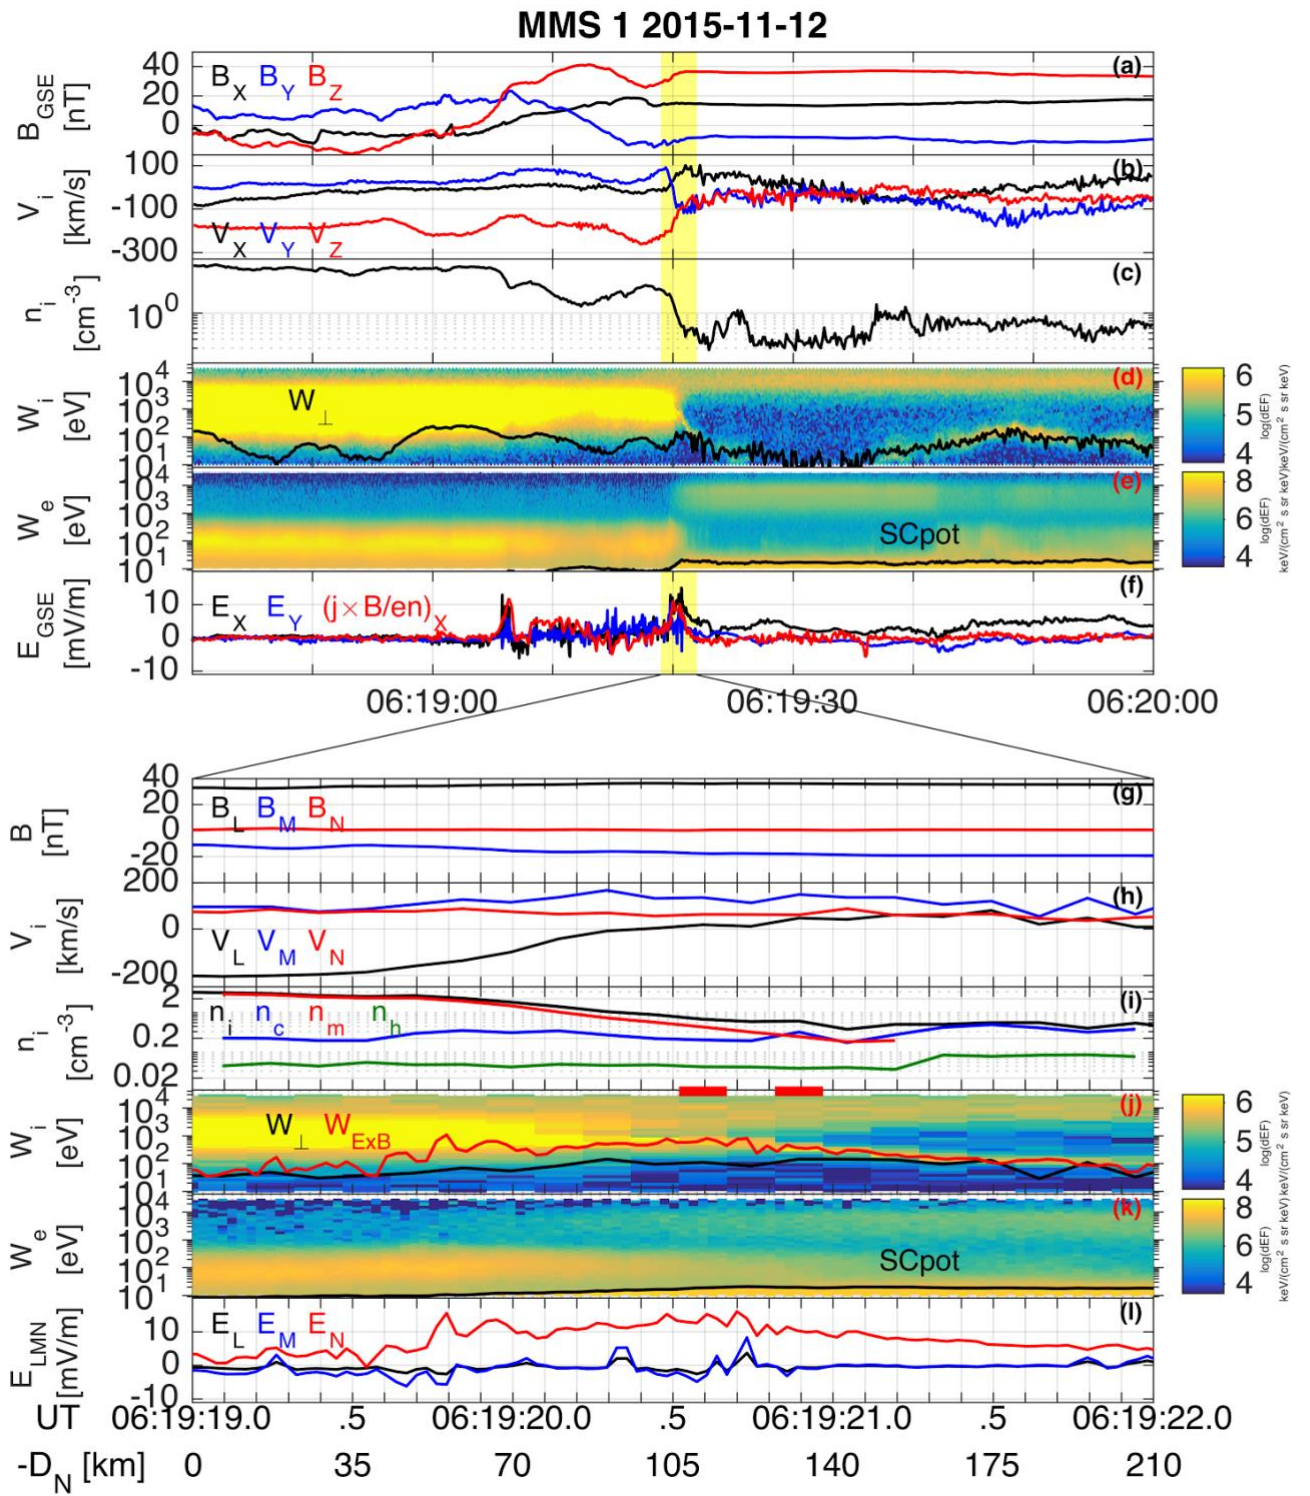 MMS 1 2015-11-12
B_GSE [nT]
40
20
0
B_X B_Y B_Z
(a)
V_i [km/s]
100
-100
-300
V_X V_Y V_Z
(b)
n_i [cm^-3]
10^0
(c)
W_i [eV]
10^4
10^3
10^2
10^1
W_⊥
(d)
6
5
4
log(dEF)
keV/(cm^2 s sr keV)
W_e [eV]
10^4
10^3
10^2
10^1
SCpot
(e)
8
6
4
log(dEF)
keV/(cm^2 s sr keV)
E_GSE [mV/m]
10
0
-10
E_X E_Y (j×B/en)_X
(f)
06:19:00 06:19:30 06:20:00
B [nT]
40
20
0
-20
B_L B_M B_N
(g)
V_i [km/s]
200
0
-200
V_L V_M V_N
(h)
n_i [cm^-3]
2
0.2
0.02
n_i n_c n_m n_h
(i)
W_i [eV]
10^4
10^3
10^2
10^1
W_⊥ W_ExB
(j)
6
5
4
log(dEF)
keV/(cm^2 s sr keV)
W_e [eV]
10^4
10^3
10^2
10^1
SCpot
(k)
8
6
4
log(dEF)
keV/(cm^2 s sr keV)
E_LMN [mV/m]
10
0
-10
E_L E_M E_N
(l)
UT 06:19:19.0 .5 06:19:20.0 .5 06:19:21.0 .5 06:19:22.0
-D_N [km] 0 35 70 105 140 175 210